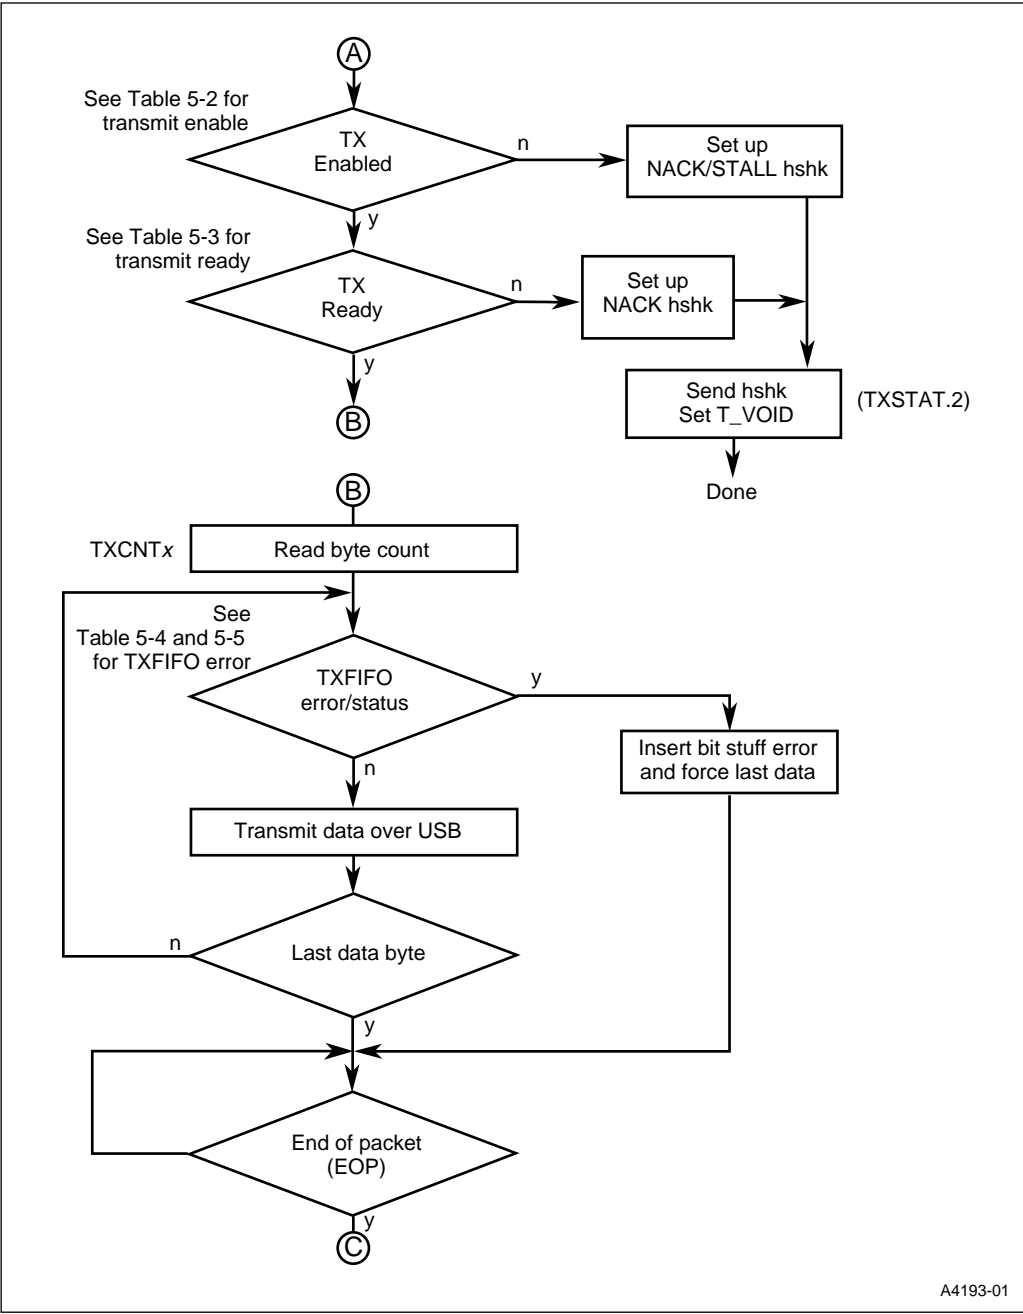 A
See Table 5-2 for
transmit enable
TX
Enabled
n
Set up
NACK/STALL hshk
y
See Table 5-3 for
transmit ready
TX
Ready
n
Set up
NACK hshk
y
B
Send hshk
Set T_VOID
(TXSTAT.2)
Done
B
TXCNTx
Read byte count
See
Table 5-4 and 5-5
for TXFIFO error
TXFIFO
error/status
y
Insert bit stuff error
and force last data
n
Transmit data over USB
Last data byte
n
y
End of packet
(EOP)
y
C
A4193-01